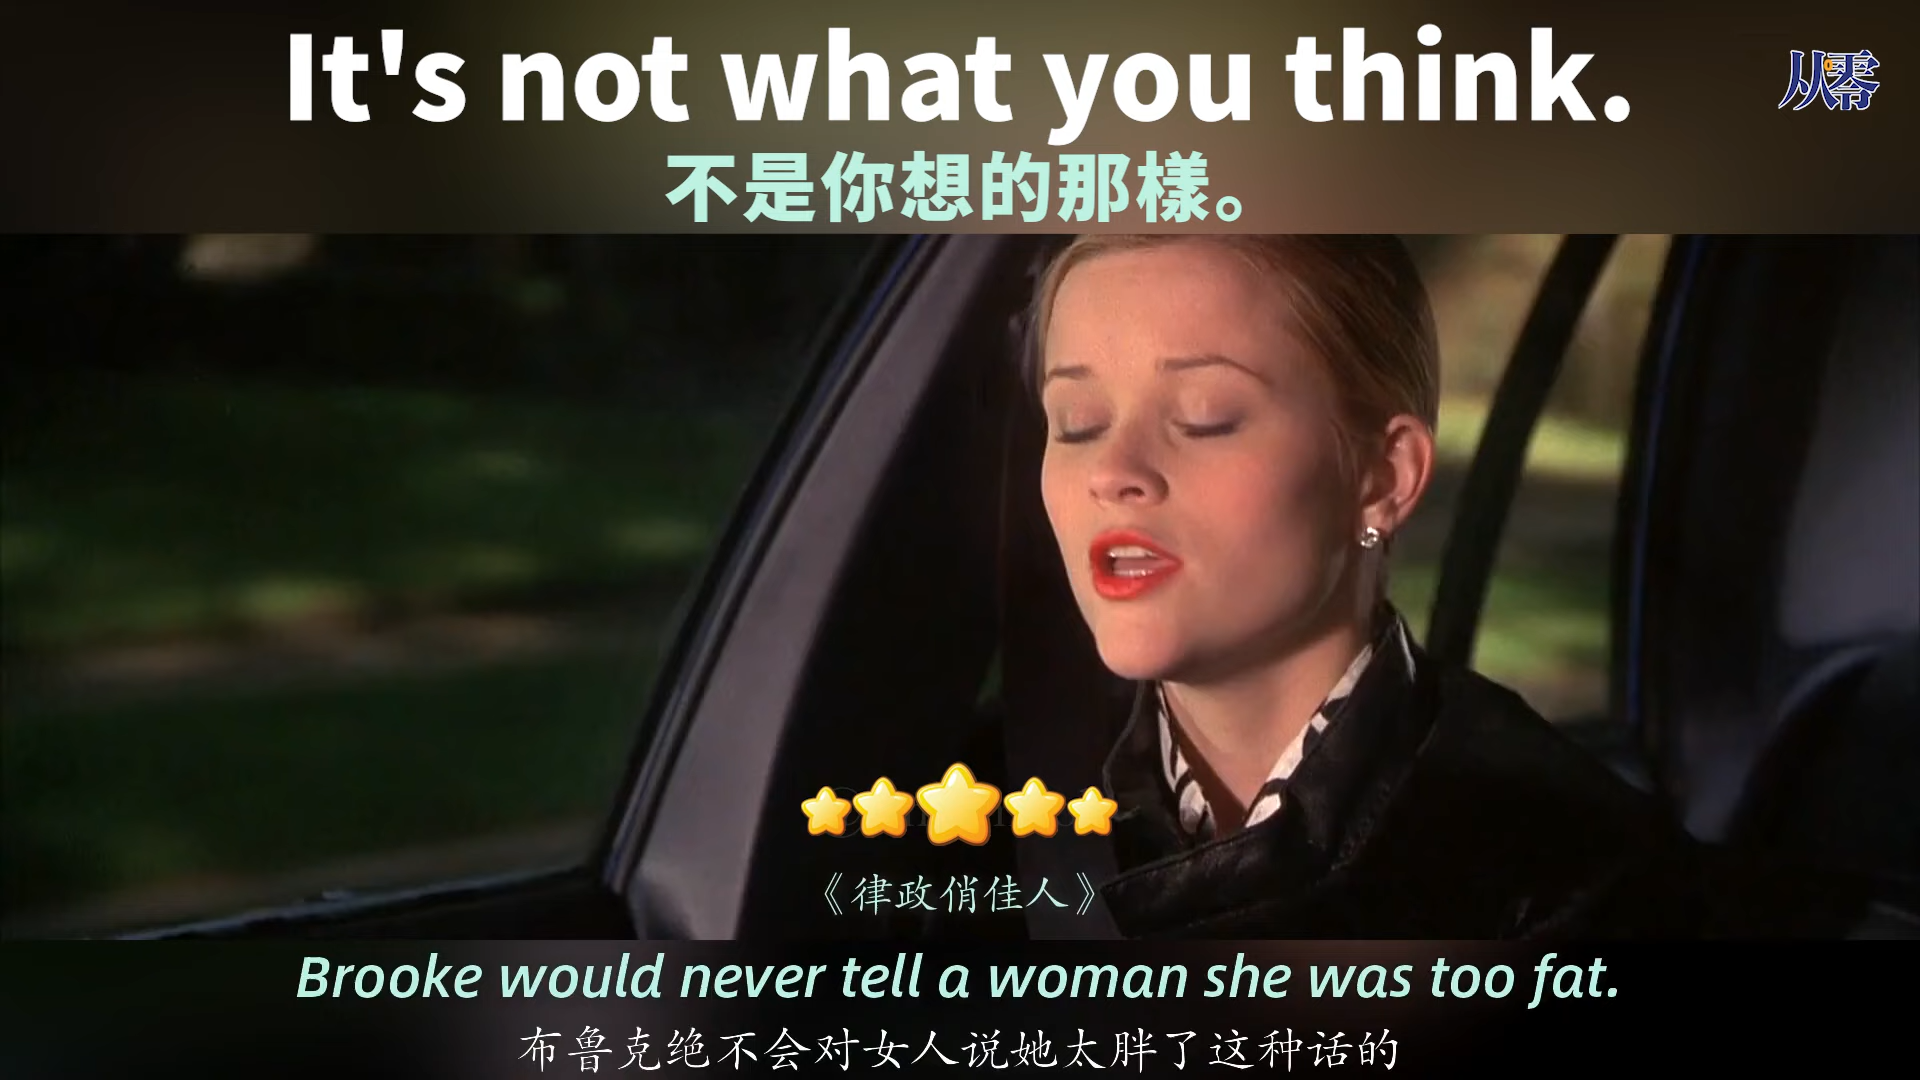 It's not what you think.
从零
不是你想的那樣。
《律政俏佳人》
Brooke would never tell a woman she was too fat.
布鲁克绝不会对女人说她太胖了这种话的